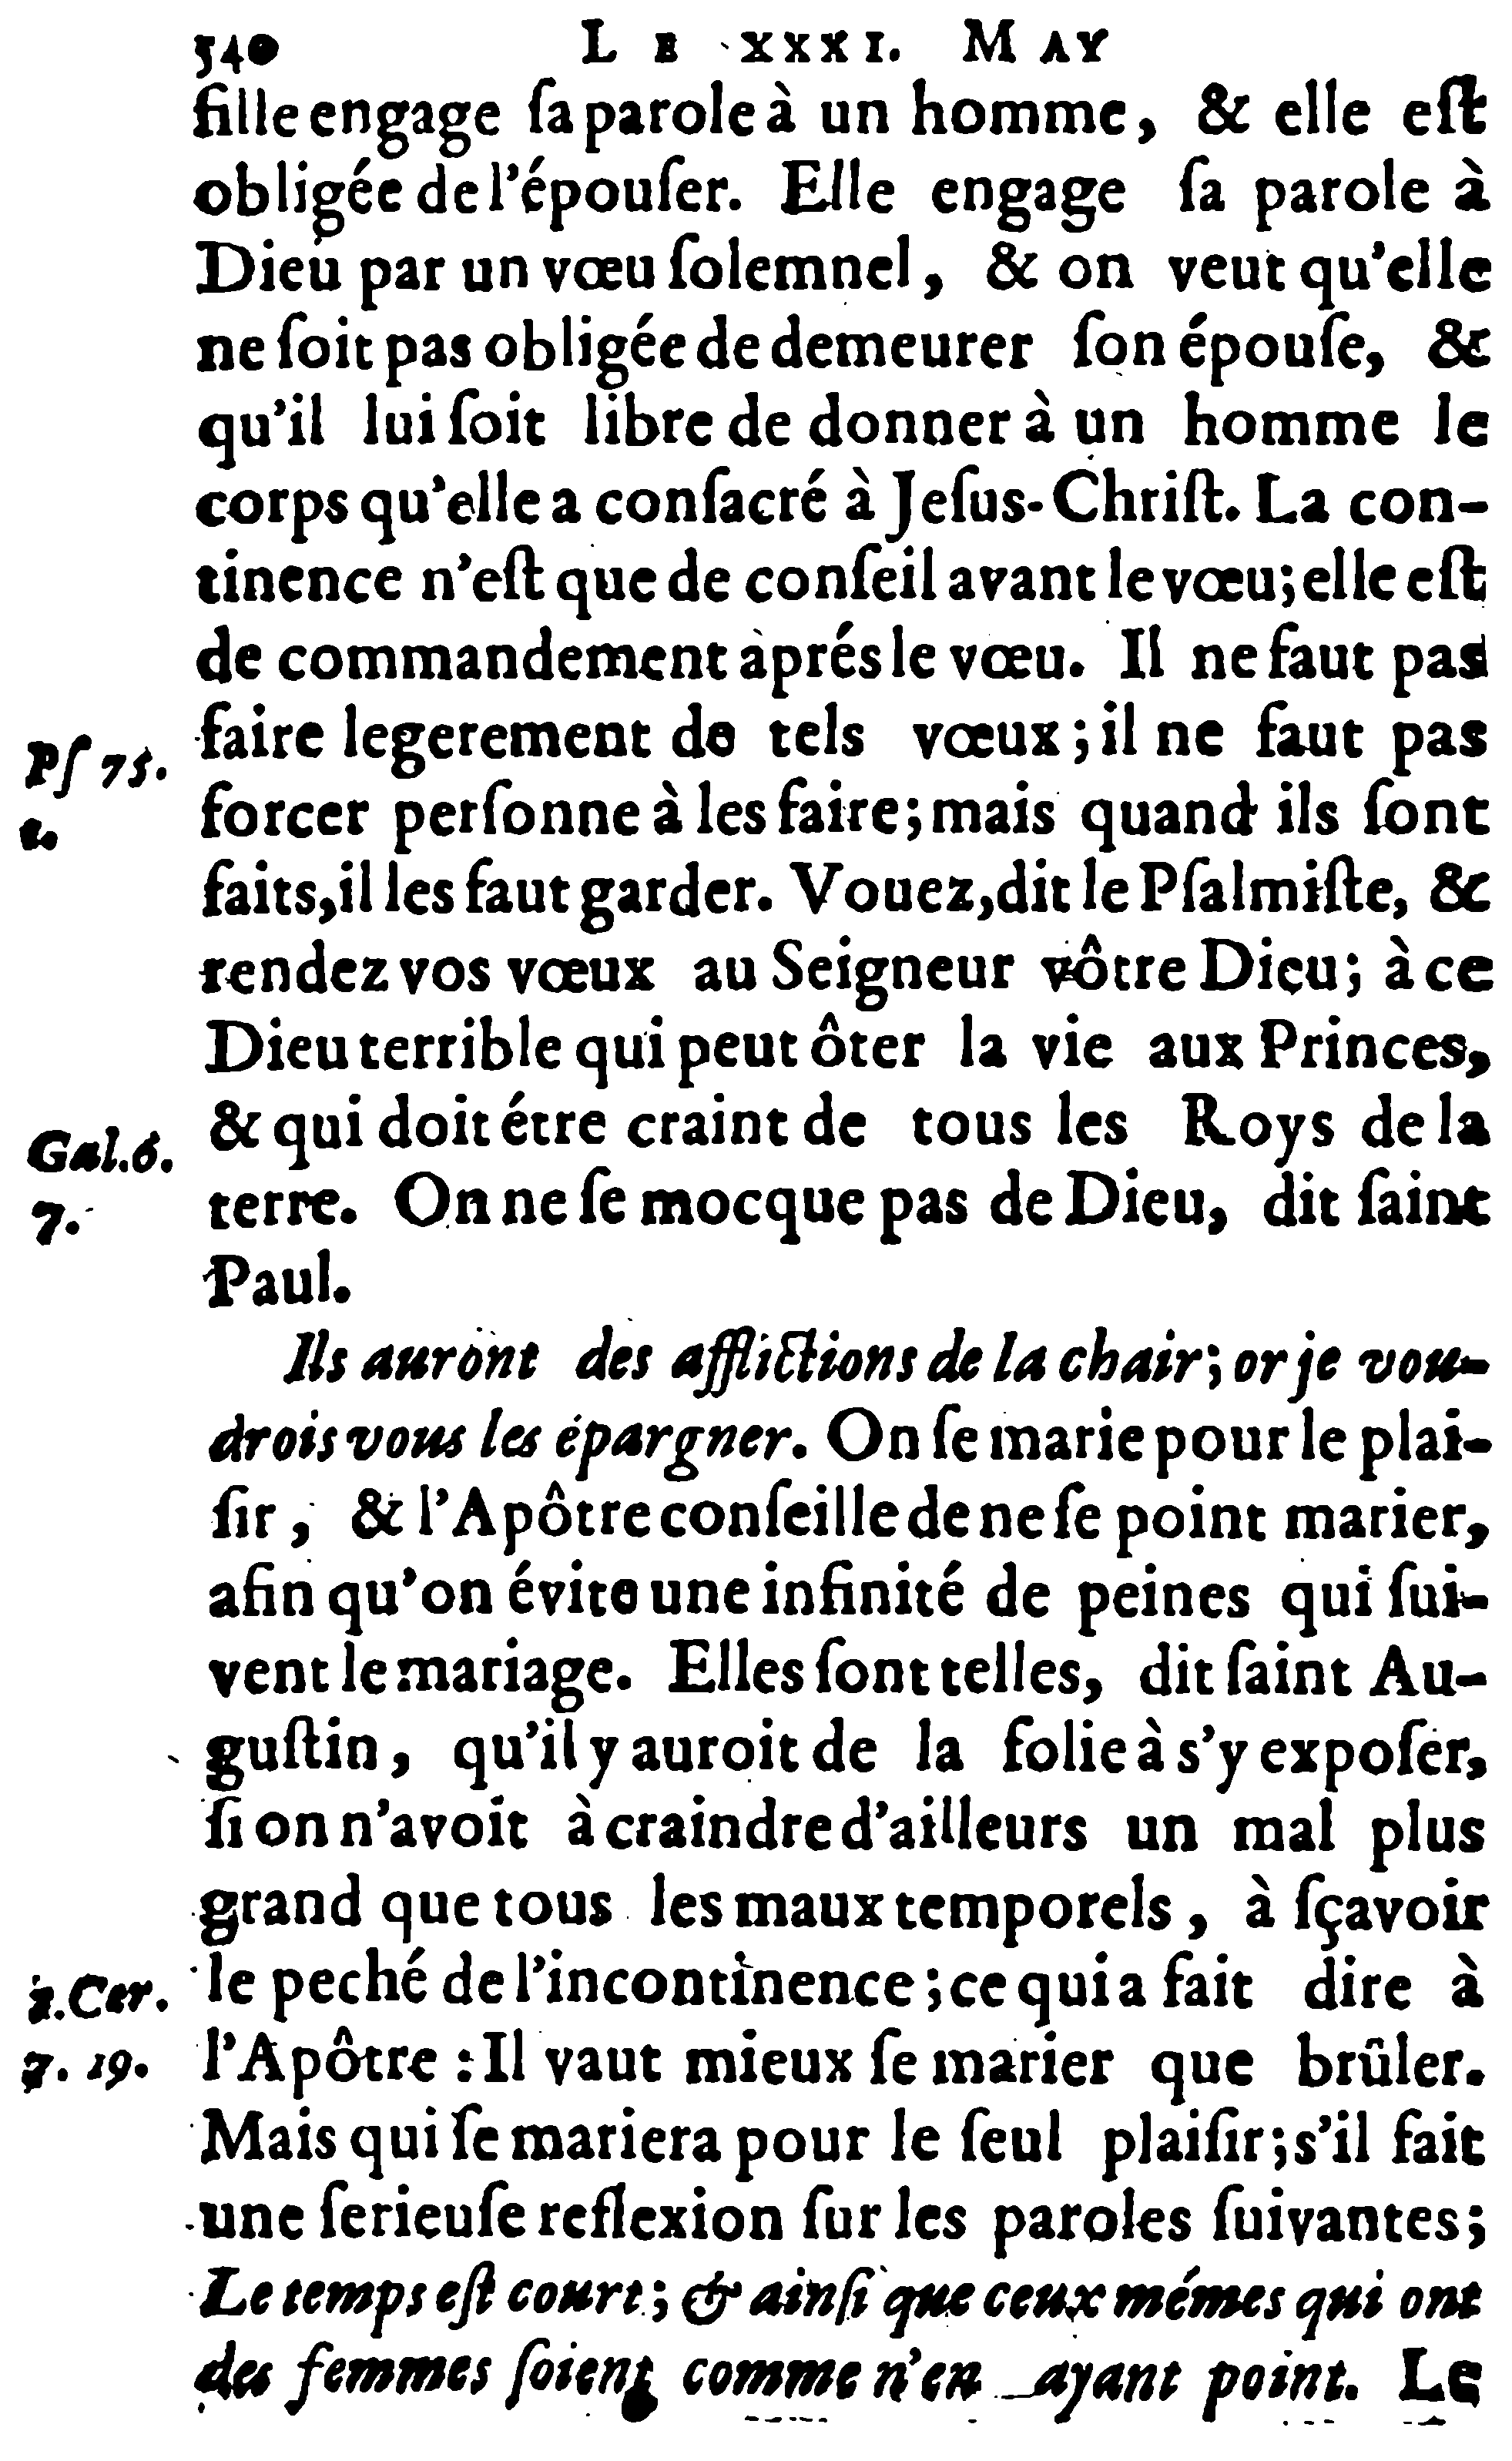 540 LE XXXI. MAY
fille engage ſa parole à un homme, & elle eſt
obligée de l'épouſer. Elle engage ſa parole à
Dieu par un vœu ſolemnel, & on veut qu'elle
ne ſoit pas obligée de demeurer ſon épouſe, &
qu'il lui ſoit libre de donner à un homme le
corps qu'elle a conſacré à Jeſus-Chriſt. La con-
tinence n'eſt que de conſeil avant le vœu; elle eſt
de commandement aprés le vœu. Il ne faut pas
faire legerement de tels vœux; il ne faut pas
Pſ 75.
forcer perſonne à les faire; mais quand ils ſont
faits, il les faut garder. Vouez, dit le Pſalmiſte, &
rendez vos vœux au Seigneur vôtre Dieu; à ce
Dieu terrible qui peut ôter la vie aux Princes,
& qui doit étre craint de tous les Roys de la
Gal. 6.
7.
terre. On ne ſe mocque pas de Dieu, dit ſaint
Paul.
Ils auront des afflictions de la chair; or je vou-
drois vous les épargner. On ſe marie pour le plai-
ſir, & l'Apôtre conſeille de ne ſe point marier,
afin qu'on évite une infinité de peines qui ſui-
vent le mariage. Elles ſont telles, dit ſaint Au-
guſtin, qu'il y auroit de la folie à s'y expoſer,
ſi on n'avoit à craindre d'ailleurs un mal plus
grand que tous les maux temporels, à ſçavoir
le peché de l'incontinence; ce qui a fait dire à
7. 19.
l'Apôtre: Il vaut mieux ſe marier que brûler.
Mais qui ſe mariera pour le ſeul plaiſir; s'il fait
une ſerieuſe reflexion ſur les paroles ſuivantes;
Le temps eſt court; & ainſi que ceux mémes qui ont
des femmes ſoient comme n'en ayant point. Le